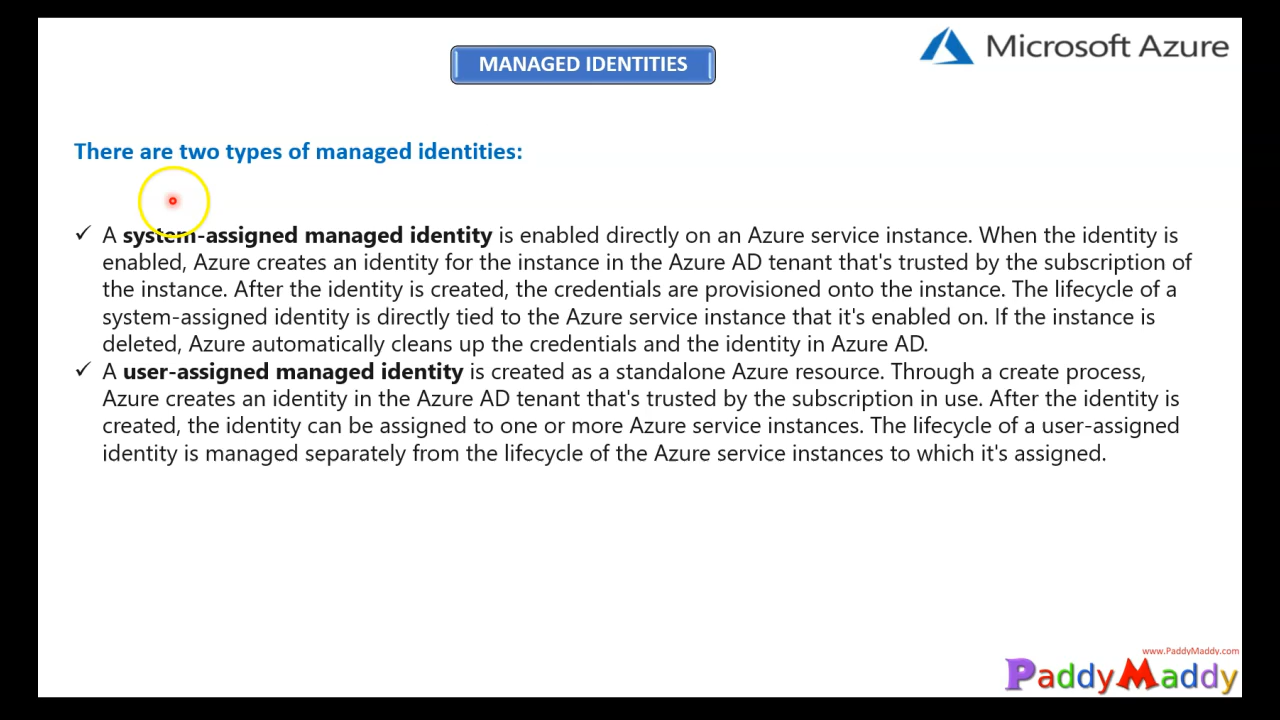 Microsoft Azure
MANAGED IDENTITIES
There are two types of managed identities:
✓ A system-assigned managed identity is enabled directly on an Azure service instance. When the identity is
enabled, Azure creates an identity for the instance in the Azure AD tenant that's trusted by the subscription of
the instance. After the identity is created, the credentials are provisioned onto the instance. The lifecycle of a
system-assigned identity is directly tied to the Azure service instance that it's enabled on. If the instance is
deleted, Azure automatically cleans up the credentials and the identity in Azure AD.
✓ A user-assigned managed identity is created as a standalone Azure resource. Through a create process,
Azure creates an identity in the Azure AD tenant that's trusted by the subscription in use. After the identity is
created, the identity can be assigned to one or more Azure service instances. The lifecycle of a user-assigned
identity is managed separately from the lifecycle of the Azure service instances to which it's assigned.
www.PaddyMaddy.com
PaddyMaddy